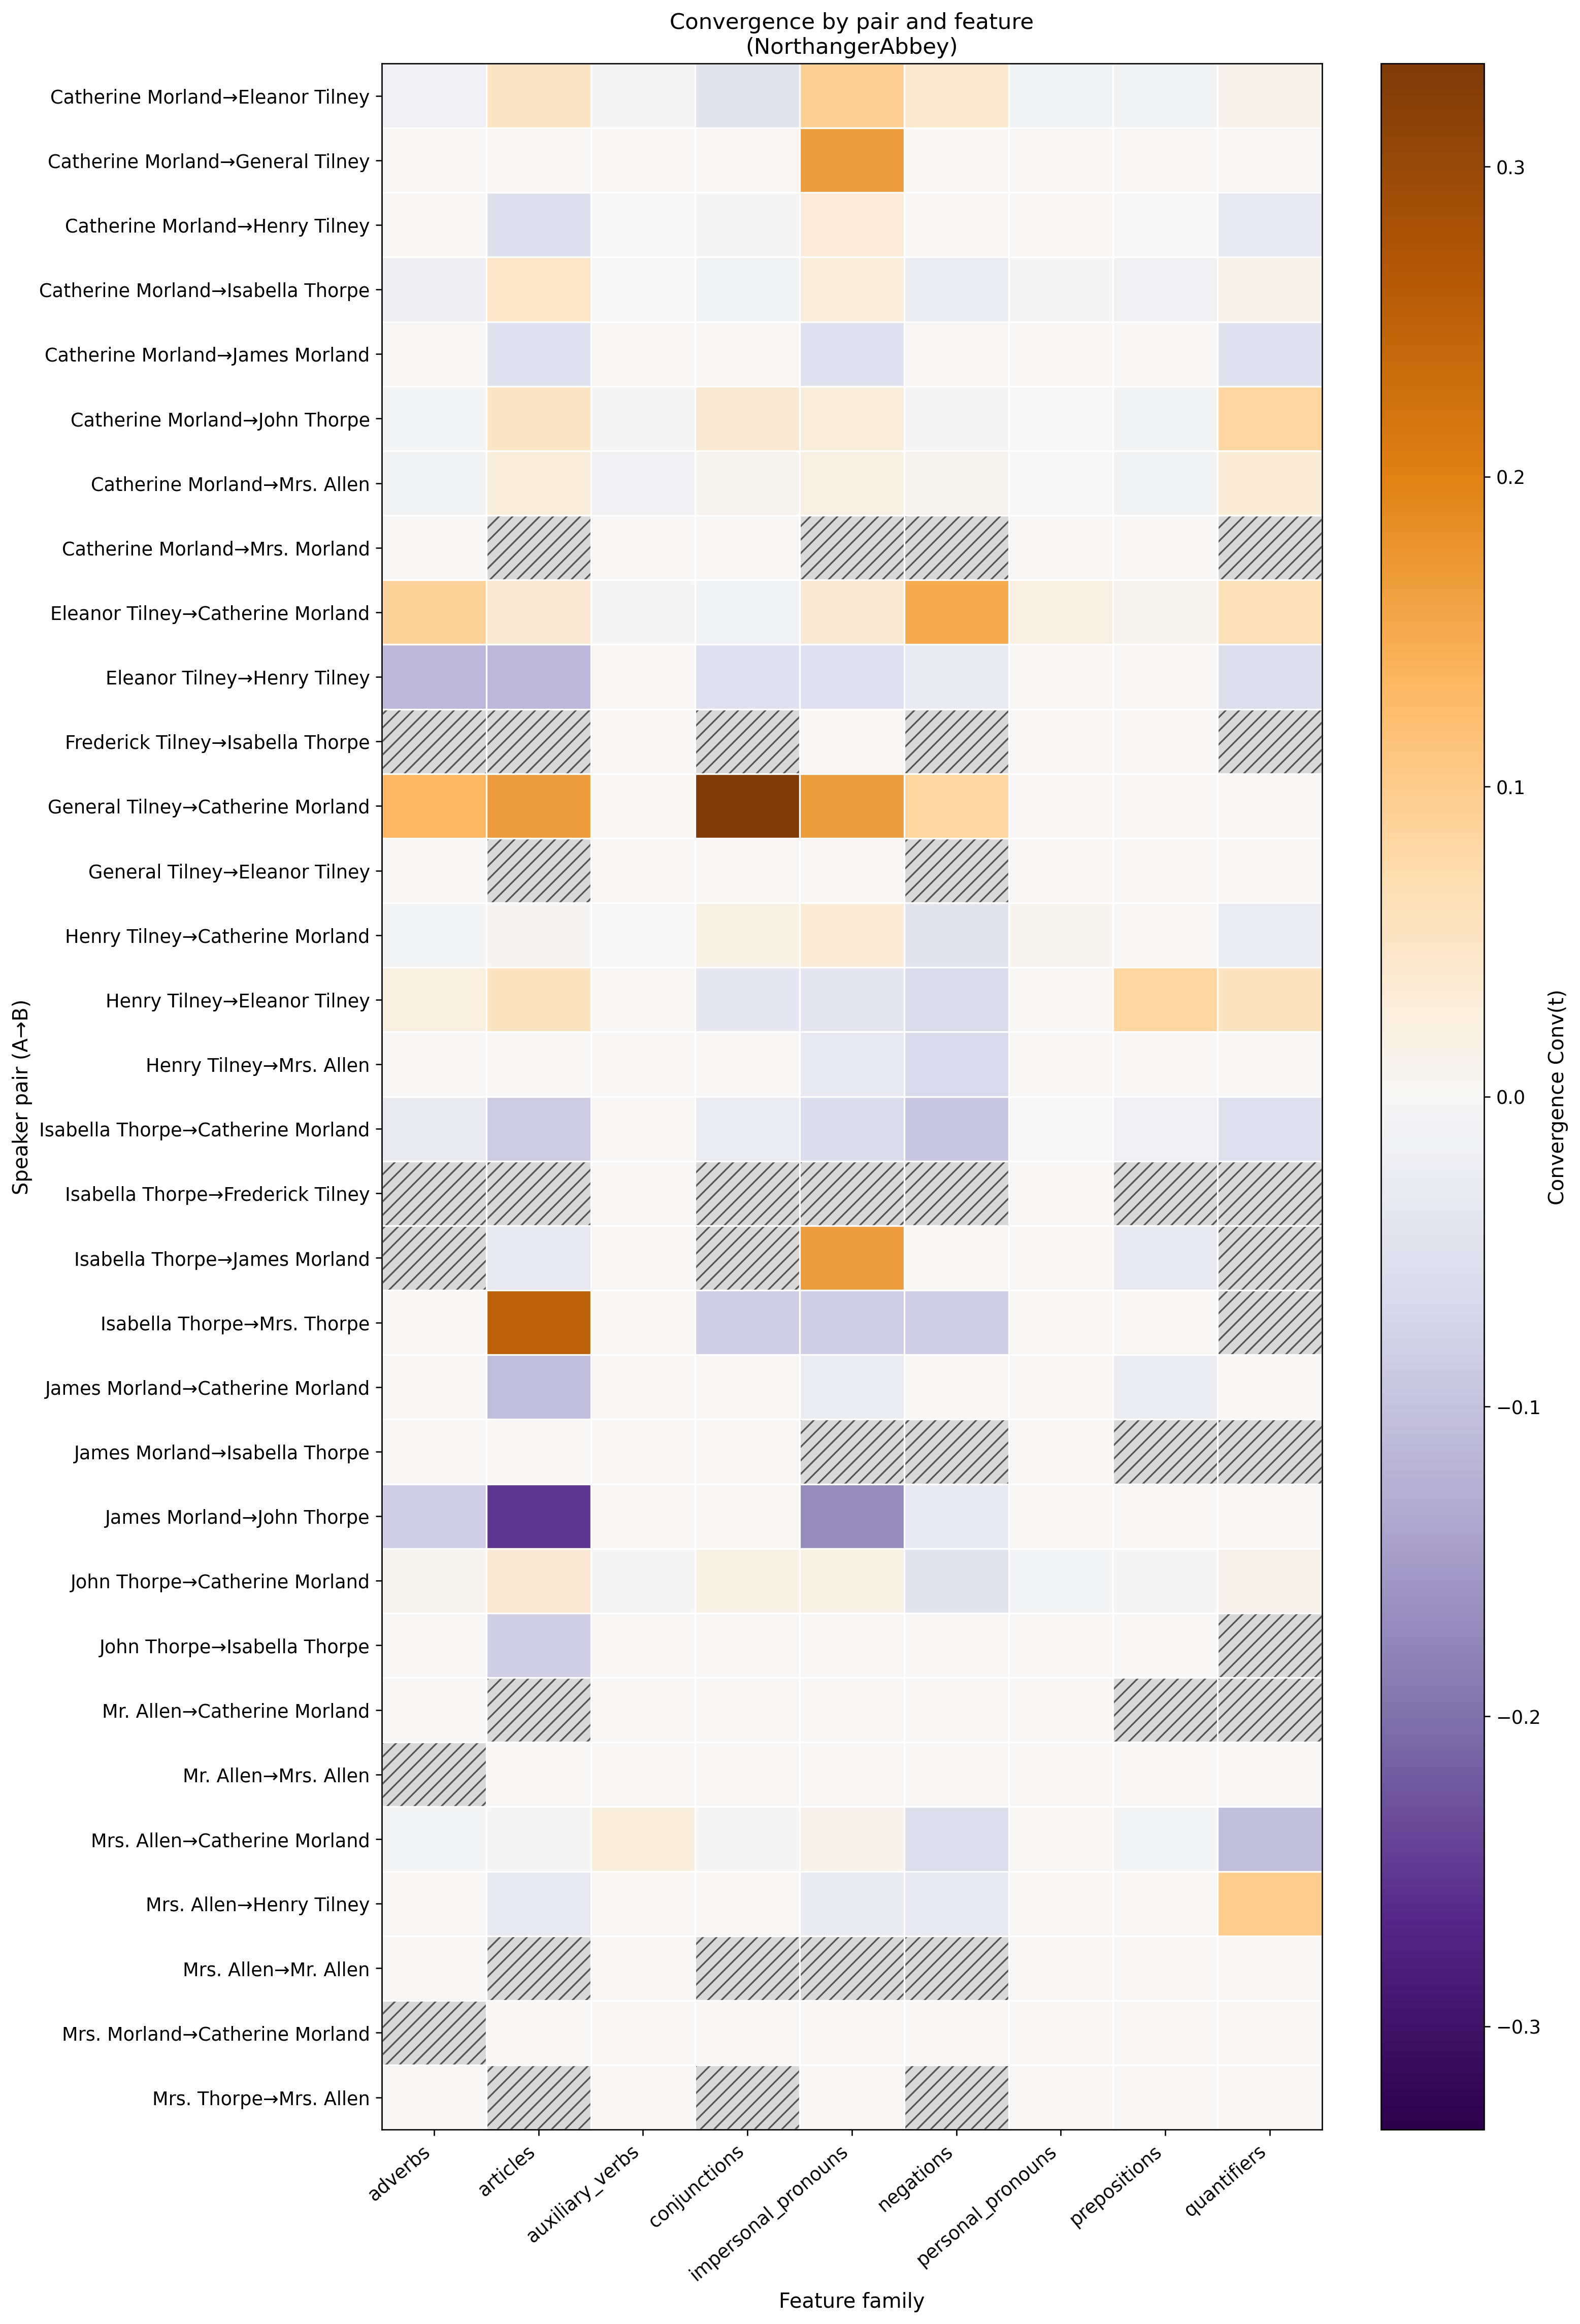 Convergence by pair and feature
(NorthangerAbbey)
Speaker pair (A→B)
Catherine Morland→Eleanor Tilney
Catherine Morland→General Tilney
Catherine Morland→Henry Tilney
Catherine Morland→Isabella Thorpe
Catherine Morland→James Morland
Catherine Morland→John Thorpe
Catherine Morland→Mrs. Allen
Catherine Morland→Mrs. Morland
Eleanor Tilney→Catherine Morland
Eleanor Tilney→Henry Tilney
Frederick Tilney→Isabella Thorpe
General Tilney→Catherine Morland
General Tilney→Eleanor Tilney
Henry Tilney→Catherine Morland
Henry Tilney→Eleanor Tilney
Henry Tilney→Mrs. Allen
Isabella Thorpe→Catherine Morland
Isabella Thorpe→Frederick Tilney
Isabella Thorpe→James Morland
Isabella Thorpe→Mrs. Thorpe
James Morland→Catherine Morland
James Morland→Isabella Thorpe
James Morland→John Thorpe
John Thorpe→Catherine Morland
John Thorpe→Isabella Thorpe
Mr. Allen→Catherine Morland
Mr. Allen→Mrs. Allen
Mrs. Allen→Catherine Morland
Mrs. Allen→Henry Tilney
Mrs. Allen→Mr. Allen
Mrs. Morland→Catherine Morland
Mrs. Thorpe→Mrs. Allen
adverbs
articles
auxiliary_verbs
conjunctions
impersonal_pronouns
negations
personal_pronouns
prepositions
quantifiers
Feature family
0.3
0.2
0.1
0.0
−0.1
−0.2
−0.3
Convergence Conv(t)